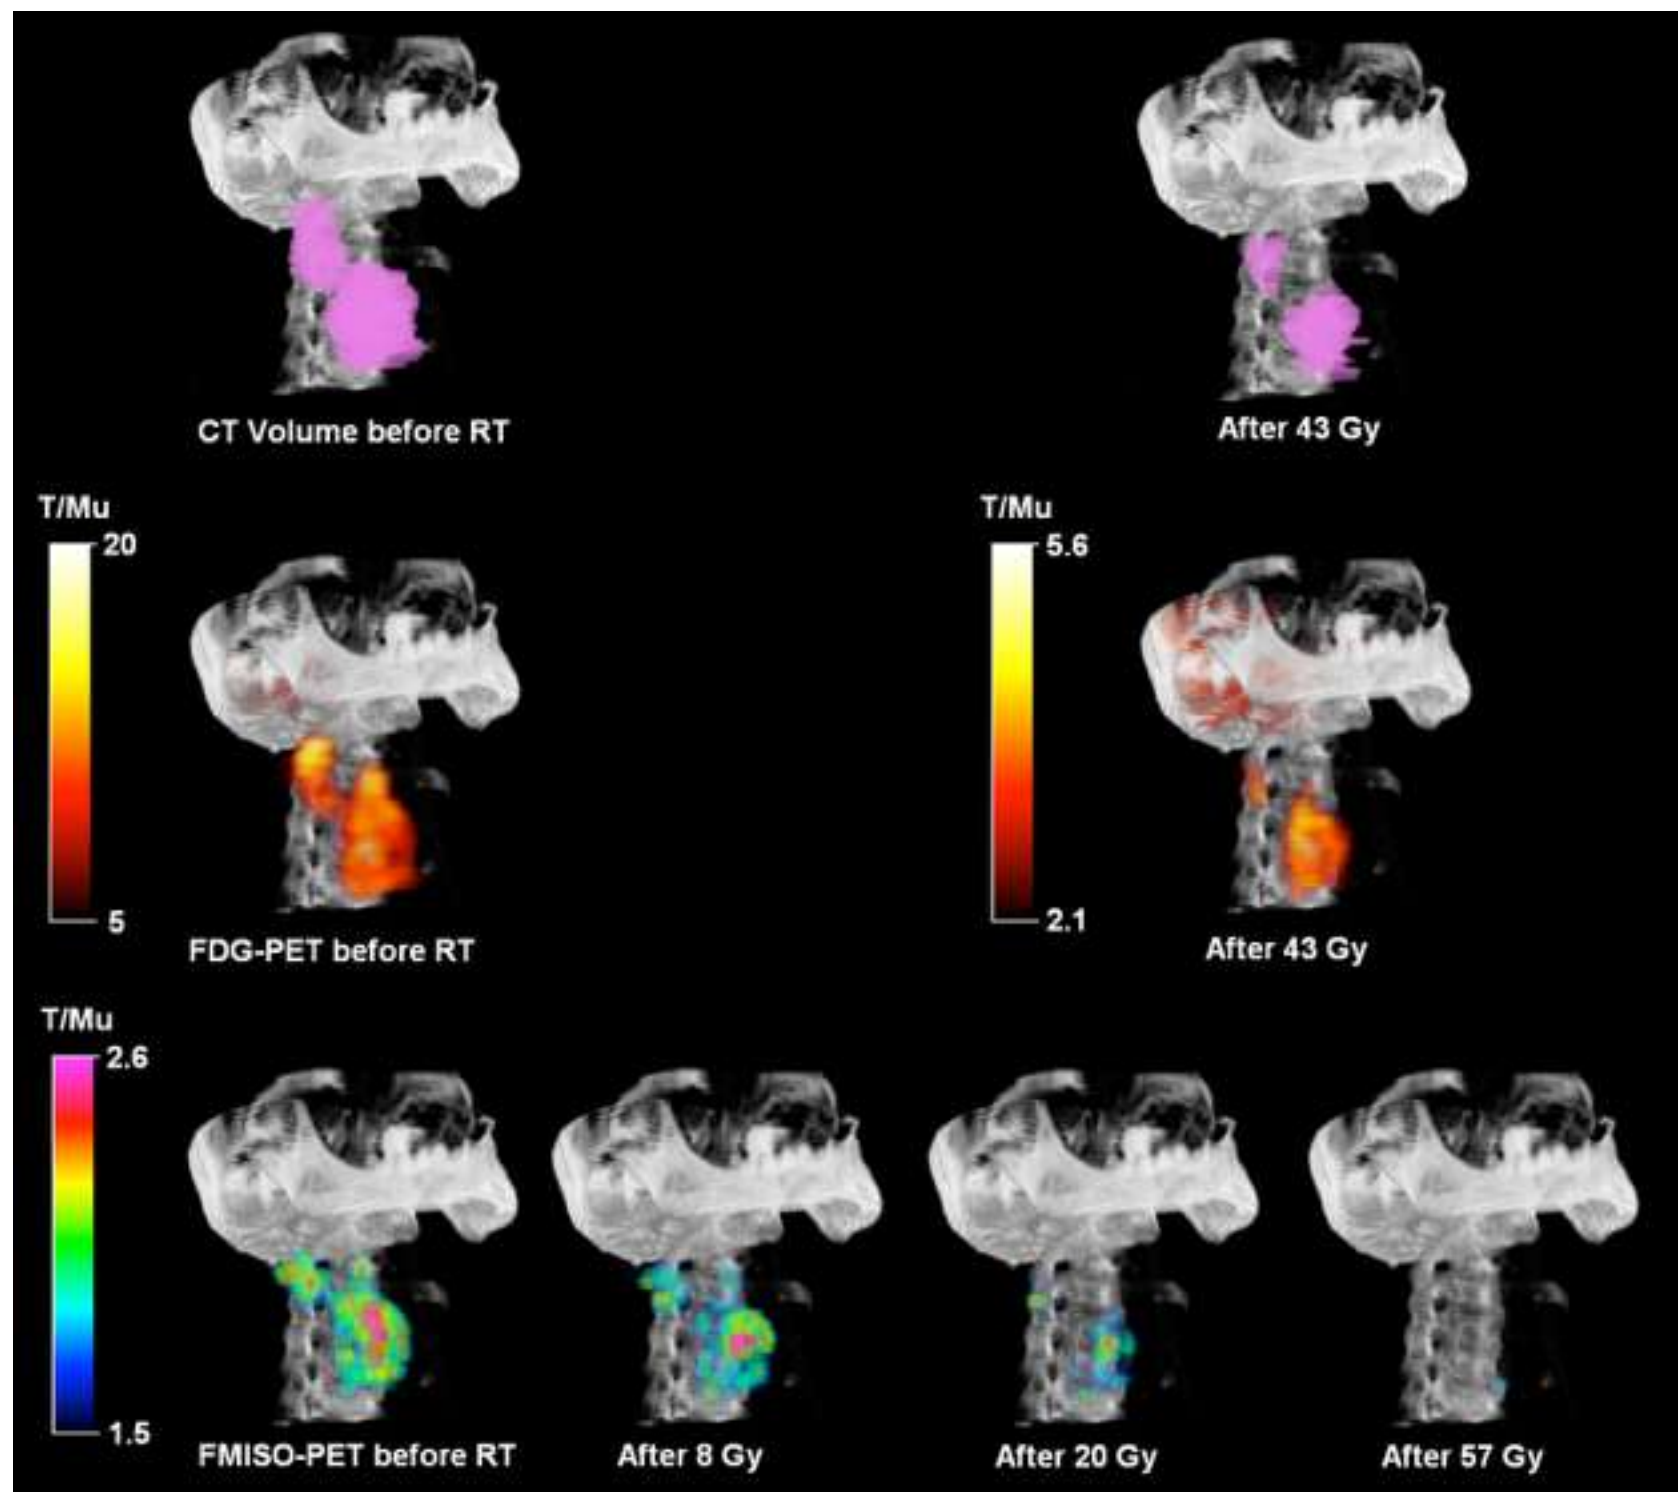 CT Volume before RT
After 43 Gy
T/Mu
20
5
FDG-PET before RT
T/Mu
5.6
2.1
After 43 Gy
T/Mu
2.6
1.5
FMISO-PET before RT
After 8 Gy
After 20 Gy
After 57 Gy